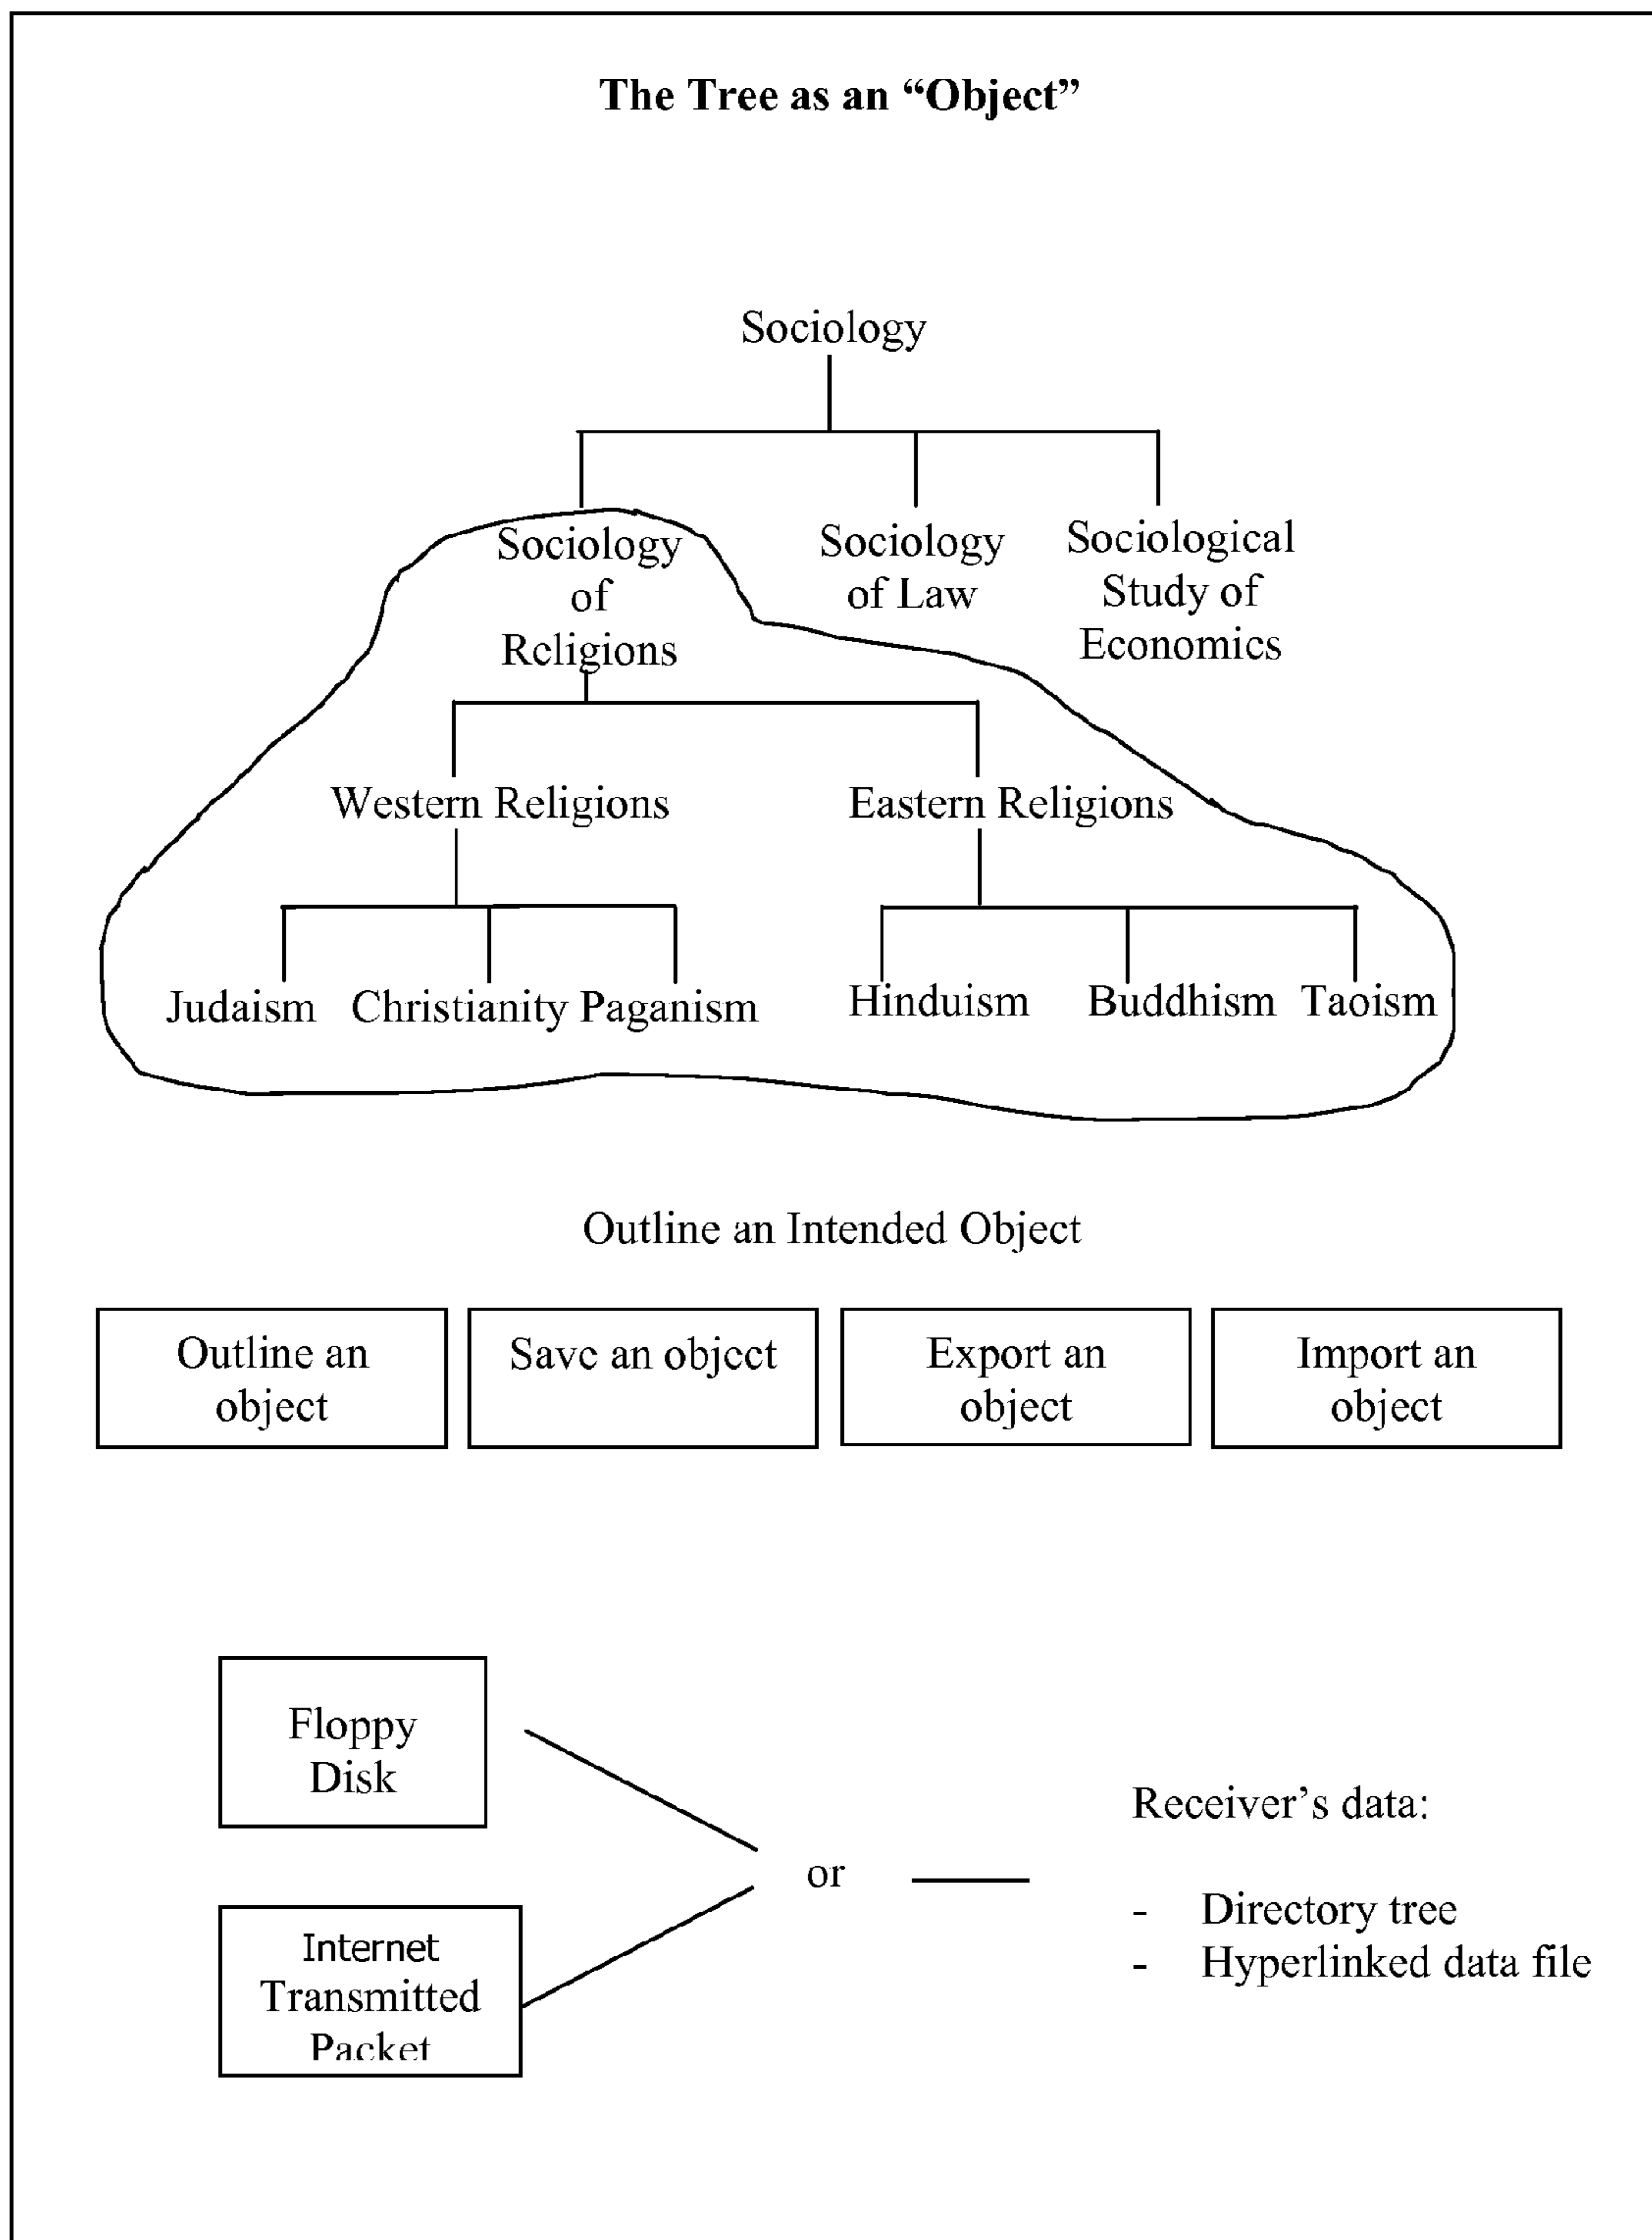 The Tree as an “Object”
Sociology
Sociology
of
Religions
Sociology
of Law
Sociological
Study of
Economics
Western Religions
Eastern Religions
Judaism
Christianity
Paganism
Hinduism
Buddhism
Taoism
Outline an Intended Object
Outline an
object
Save an object
Export an
object
Import an
object
Floppy
Disk
Internet
Transmitted
Packet
or
Receiver’s data:
- Directory tree
- Hyperlinked data file